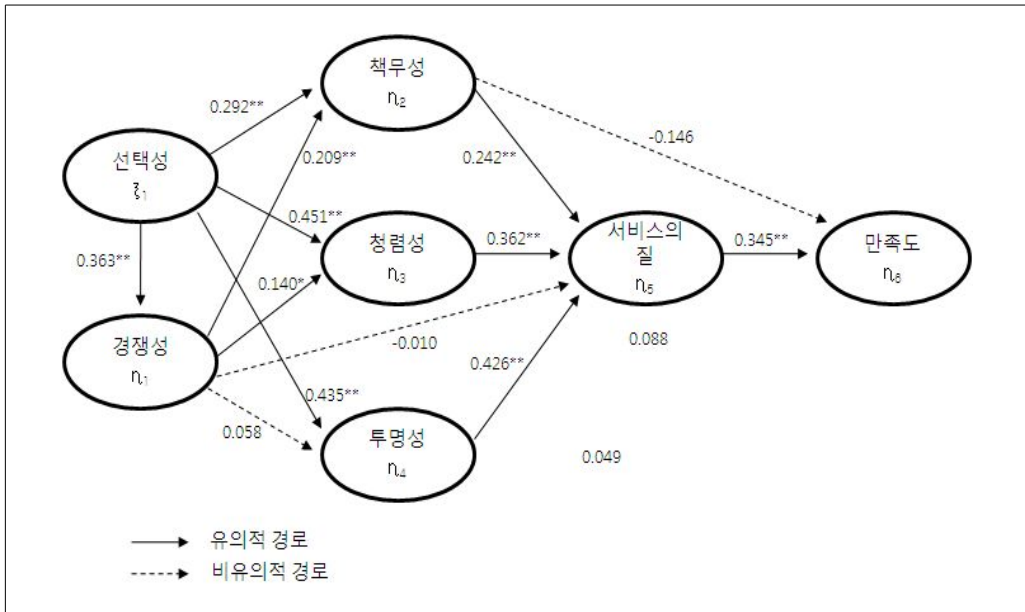 책무성
η2
0.292**
-0.146
0.209**
0.242**
선택성
ξ1
0.451**
0.363**
청렴성
η3
0.362**
서비스의
질
η5
0.345**
만족도
η6
0.140*
-0.010
0.088
경쟁성
η1
0.426**
0.435**
0.058
투명성
η4
0.049
유의적 경로
비유의적 경로